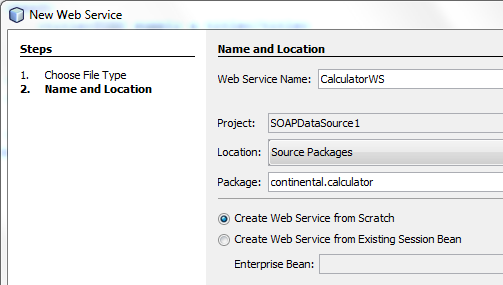 New Web Service
Steps
1. Choose File Type
2. Name and Location
Name and Location
Web Service Name: CalculatorWS
Project: SOAPDataSource1
Location: Source Packages
Package: continental.calculator
Create Web Service from Scratch
Create Web Service from Existing Session Bean
Enterprise Bean: